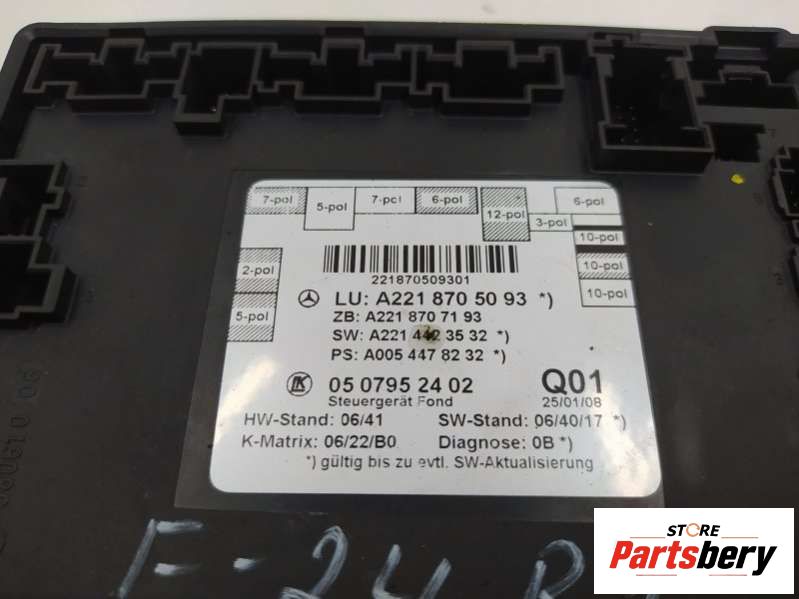 7-pol 5-pol 7-pol 6-pol 12-pol 3-pol 6-pol
10-pol
2-pol 10-pol
10-pol
5-pol
221870509301
LU: A221 870 50 93 *)
ZB: A221 870 71 93
SW: A221 442 35 32 *)
PS: A005 447 82 32 *)
05 0795 24 02 Q01
Steuergerät Fond 25/01/08
HW-Stand: 06/41 SW-Stand: 06/40/17 *)
K-Matrix: 06/22/B0 Diagnose: 0B *)
*) gültig bis zu evtl. SW-Aktualisierung
F-24
STORE
Partsbery